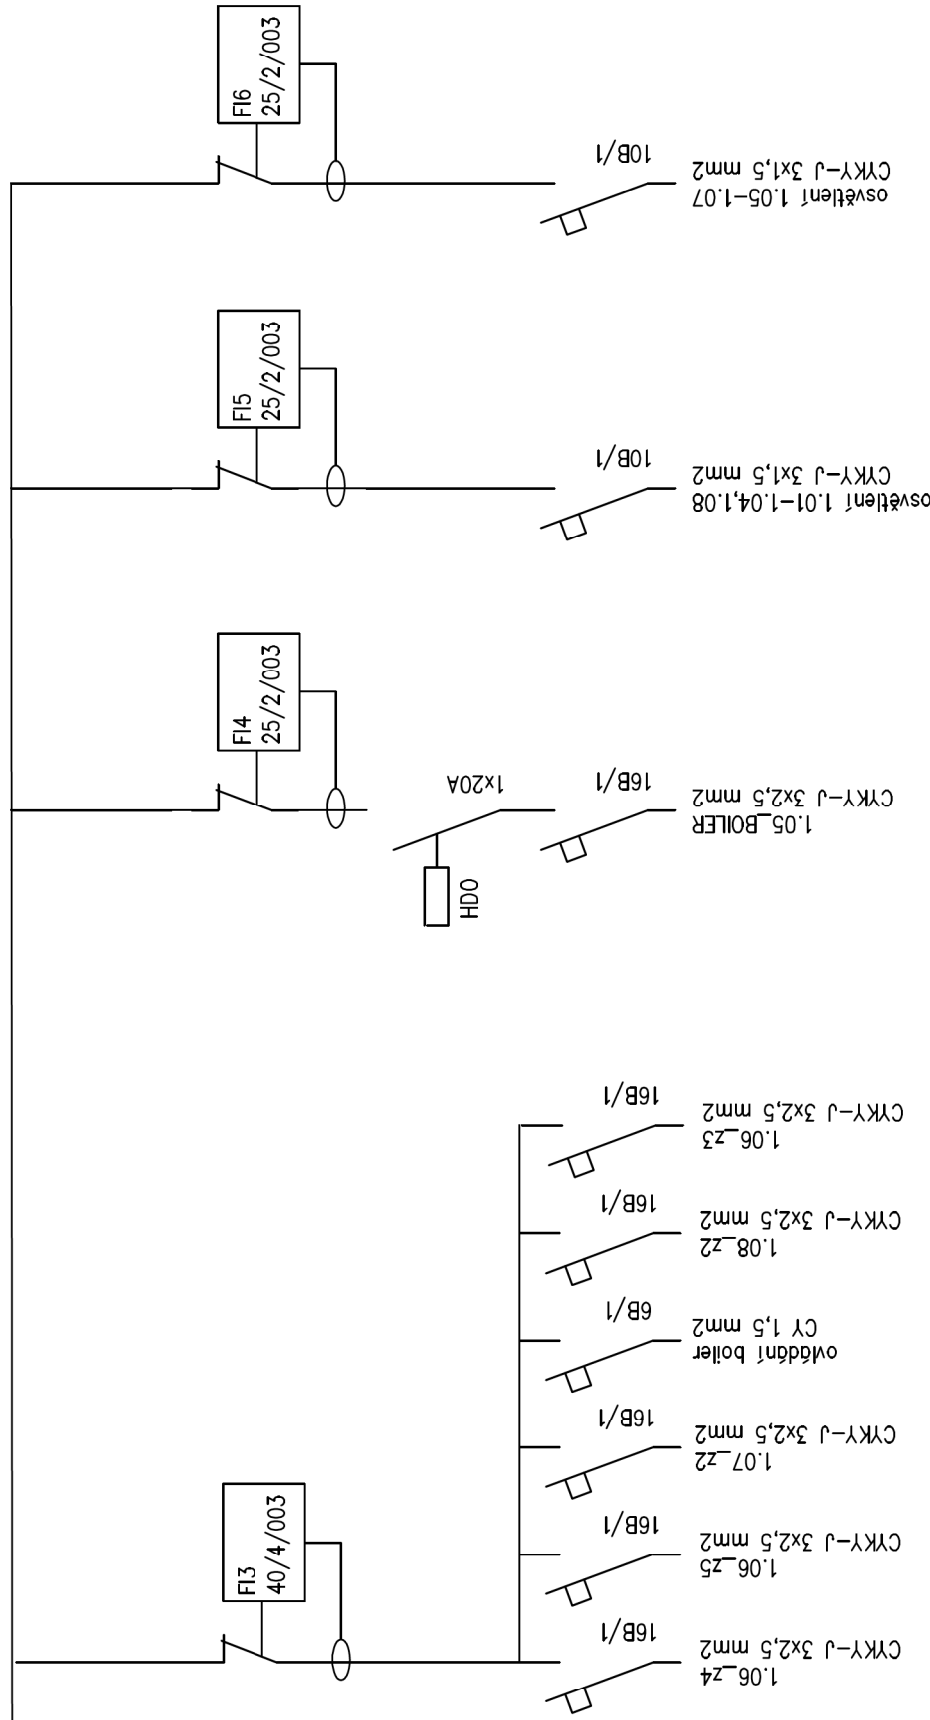 FI6
25/2/003
10B/1
CYKY-J 3x1,5 mm2
osvětlení 1.05-1.07
FI5
25/2/003
10B/1
CYKY-J 3x1,5 mm2
osvětlení 1.01-1.04,1.08
FI4
25/2/003
1x20A
HDO
16B/1
CYKY-J 3x2,5 mm2
1.05_BOILER
16B/1
CYKY-J 3x2,5 mm2
1.06_z3
16B/1
CYKY-J 3x2,5 mm2
1.08_z2
6B/1
CY 1,5 mm2
ovládání boiler
16B/1
CYKY-J 3x2,5 mm2
1.07_z2
FI3
40/4/003
16B/1
CYKY-J 3x2,5 mm2
1.06_z5
16B/1
CYKY-J 3x2,5 mm2
1.06_z4